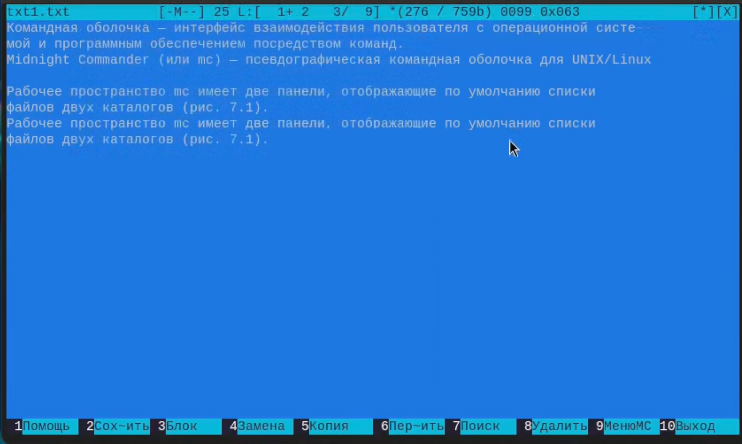 txt1.txt [-M--] 25 L:[ 1+ 2 3/ 9] *(276 / 759b) 0099 0x063 [*][X]
Командная оболочка — интерфейс взаимодействия пользователя с операционной систе-
мой и программным обеспечением посредством команд.
Midnight Commander (или mc) — псевдографическая командная оболочка для UNIX/Linux
Рабочее пространство mc имеет две панели, отображающие по умолчанию списки
файлов двух каталогов (рис. 7.1).
Рабочее пространство mc имеет две панели, отображающие по умолчанию списки
файлов двух каталогов (рис. 7.1).
1Помощь 2Сох~ить 3Блок 4Замена 5Копия 6Пер~ить 7Поиск 8Удалить 9МенюMC 10Выход